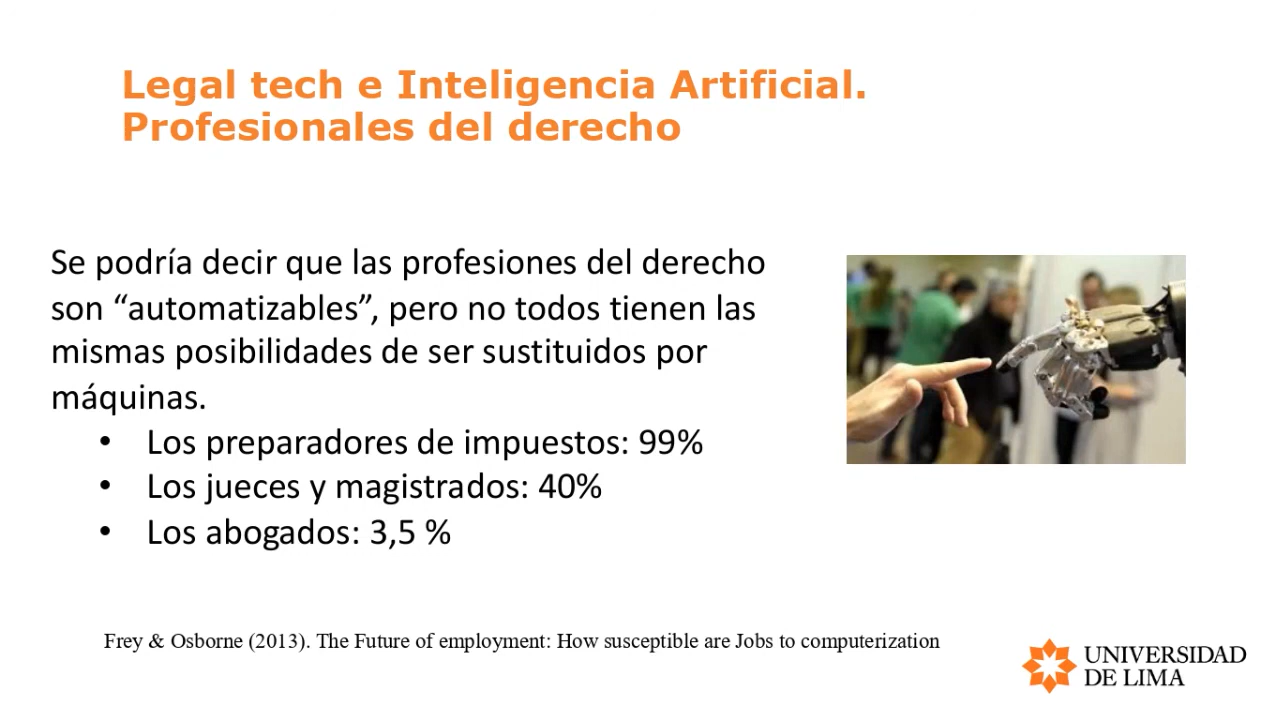 Legal tech e Inteligencia Artificial.
Profesionales del derecho
Se podría decir que las profesiones del derecho
son “automatizables”, pero no todos tienen las
mismas posibilidades de ser sustituidos por
máquinas.
• Los preparadores de impuestos: 99%
• Los jueces y magistrados: 40%
• Los abogados: 3,5 %
Frey & Osborne (2013). The Future of employment: How susceptible are Jobs to computerization
UNIVERSIDAD
DE LIMA